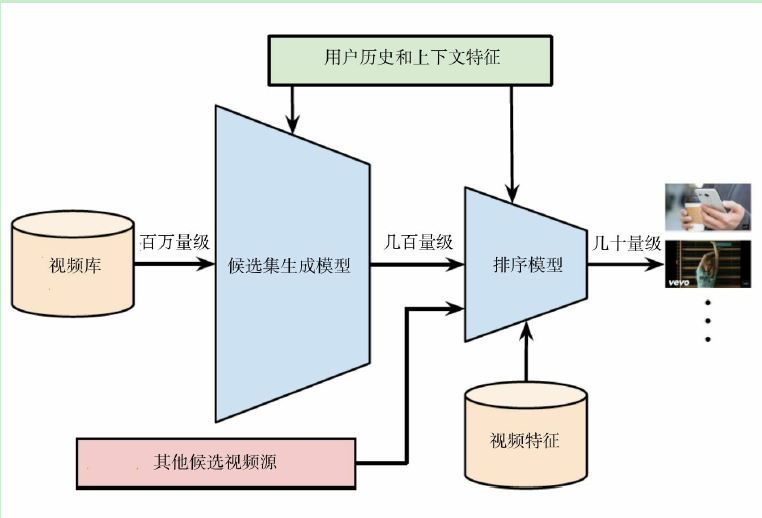 用户历史和上下文特征
视频库
百万量级
候选集生成模型
几百量级
排序模型
几十量级
vevo
其他候选视频源
视频特征